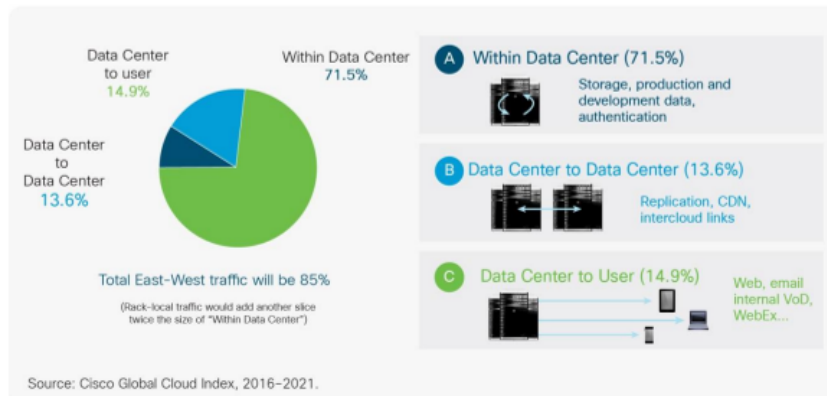 Data Center
to user
14.9%
Within Data Center
71.5%
Data Center
to
Data Center
13.6%
Total East-West traffic will be 85%
(Rack-local traffic would add another slice
twice the size of "Within Data Center")
A Within Data Center (71.5%)
Storage, production and
development data,
authentication
B Data Center to Data Center (13.6%)
Replication, CDN,
intercloud links
C Data Center to User (14.9%)
Web, email
internal VoD,
WebEx...
Source: Cisco Global Cloud Index, 2016-2021.